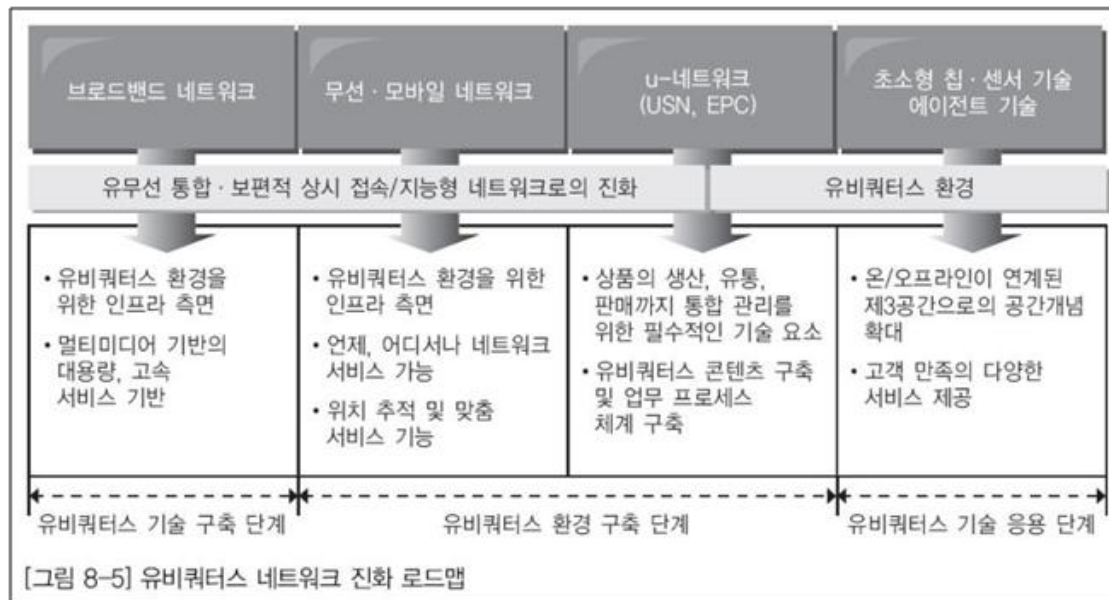 브로드밴드 네트워크
무선·모바일 네트워크
u-네트워크
(USN, EPC)
초소형 칩·센서 기술
에이전트 기술
유무선 통합·보편적 상시 접속/지능형 네트워크로의 진화
유비쿼터스 환경
• 유비쿼터스 환경을
위한 인프라 측면
• 멀티미디어 기반의
대용량, 고속
서비스 기반
• 유비쿼터스 환경을 위한
인프라 측면
• 언제, 어디서나 네트워크
서비스 가능
• 위치 추적 및 맞춤
서비스 기능
• 상품의 생산, 유통,
판매까지 통합 관리를
위한 필수적인 기술 요소
• 유비쿼터스 콘텐츠 구축
및 업무 프로세스
체계 구축
• 온/오프라인이 연계된
제3공간으로의 공간개념
확대
• 고객 만족의 다양한
서비스 제공
유비쿼터스 기술 구축 단계
유비쿼터스 환경 구축 단계
유비쿼터스 기술 응용 단계
[그림 8-5] 유비쿼터스 네트워크 진화 로드맵